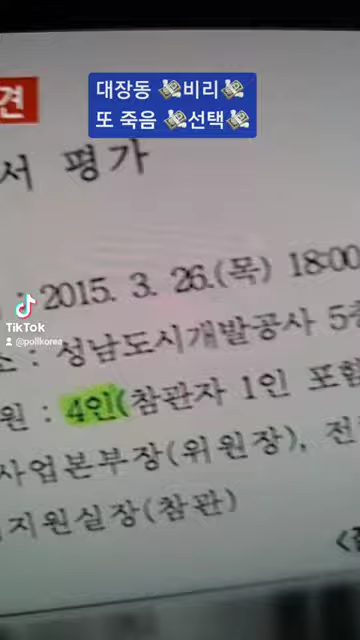 대장동 💸비리💸
또 죽음 💸선택💸
견
서 평가
: 2015. 3. 26.(목) 18:00
TikTok
@pollkorea
소 : 성남도시개발공사 5층
원 : 4인(참관자 1인 포함
사업본부장(위원장), 전
지원실장(참관)